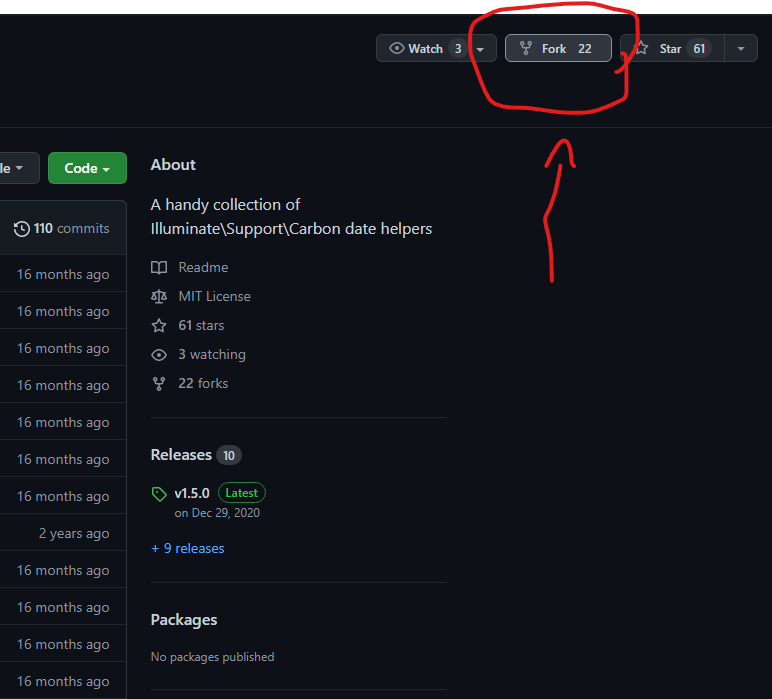 Watch 3
Fork 22
Star 61
le
Code
About
A handy collection of
Illuminate\Support\Carbon date helpers
110 commits
Readme
16 months ago
MIT License
16 months ago
61 stars
16 months ago
3 watching
16 months ago
22 forks
16 months ago
16 months ago
Releases 10
16 months ago
v1.5.0 Latest
on Dec 29, 2020
2 years ago
+ 9 releases
16 months ago
16 months ago
Packages
16 months ago
No packages published
16 months ago